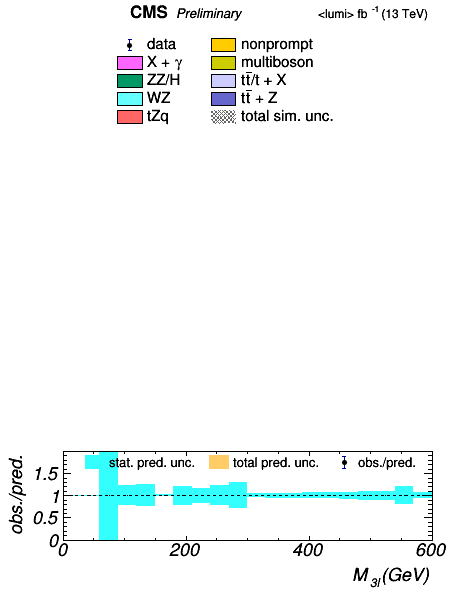 CMS Preliminary <lumi> fb -1 (13 TeV)
data nonprompt
X + γ multiboson
ZZ/H tt̅/t + X
WZ tt̅ + Z
tZq total sim. unc.
stat. pred. unc. total pred. unc. obs./pred.
obs./pred.
1.5
1
0.5
0
0 200 400 600
M3l(GeV)